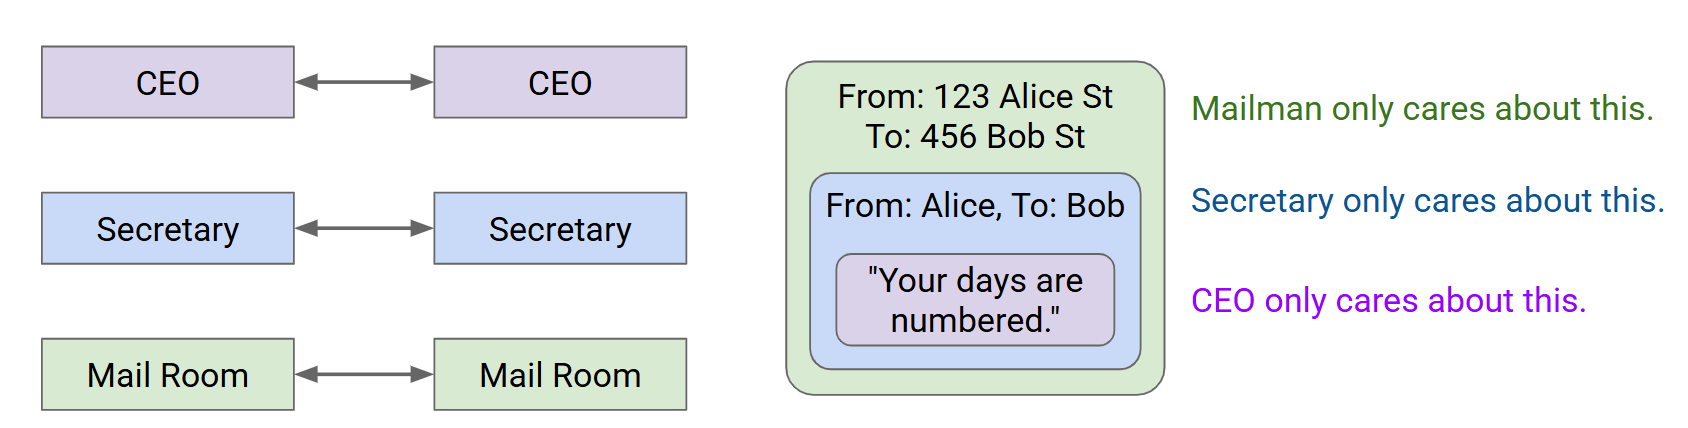 CEO
CEO
Secretary
Secretary
Mail Room
Mail Room
From: 123 Alice St
To: 456 Bob St
From: Alice, To: Bob
"Your days are
numbered."
Mailman only cares about this.
Secretary only cares about this.
CEO only cares about this.